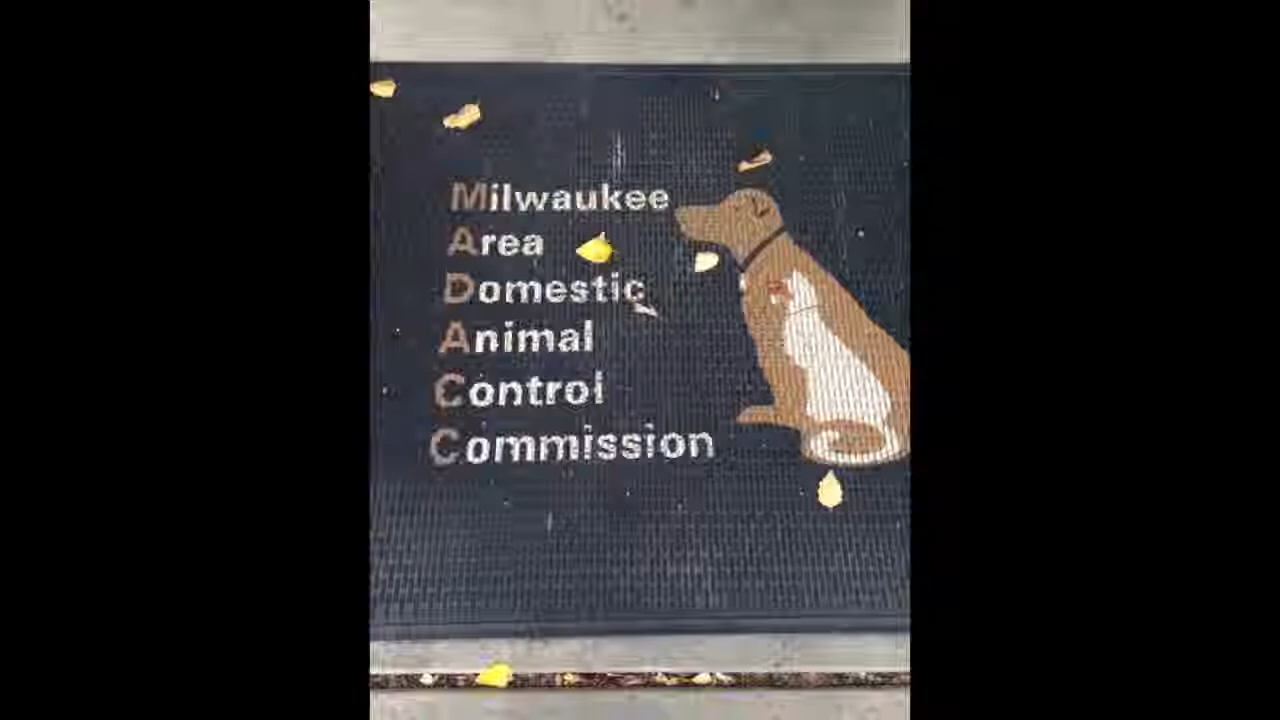 Milwaukee
Area
Domestic
Animal
Control
Commission